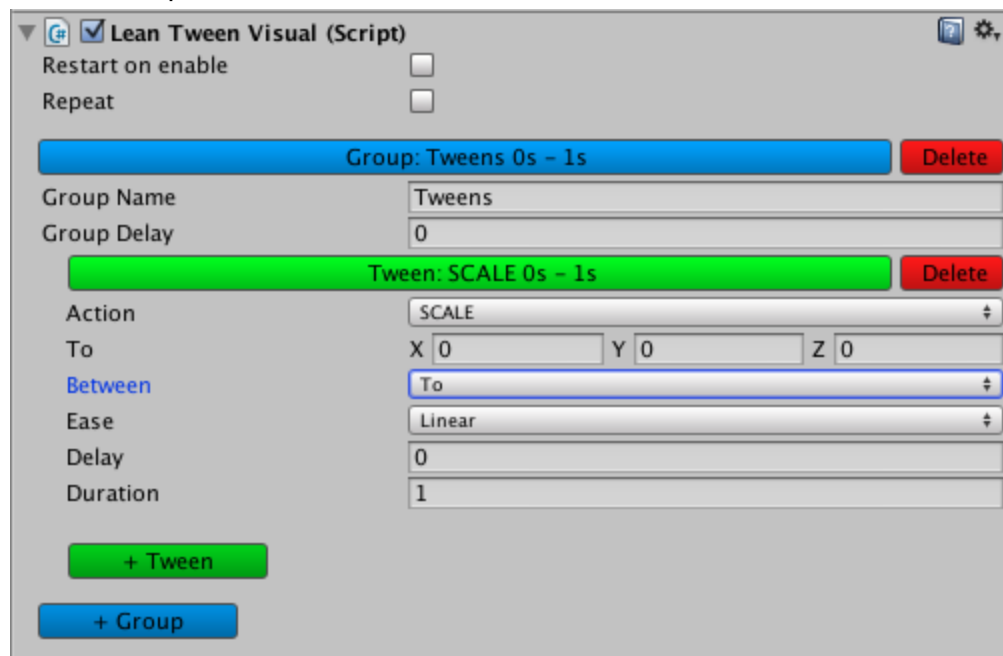 Lean Tween Visual (Script)
Restart on enable
Repeat
Group: Tweens 0s - 1s Delete
Group Name Tweens
Group Delay 0
Tween: SCALE 0s - 1s Delete
Action SCALE
To X 0 Y 0 Z 0
Between To
Ease Linear
Delay 0
Duration 1
+ Tween
+ Group